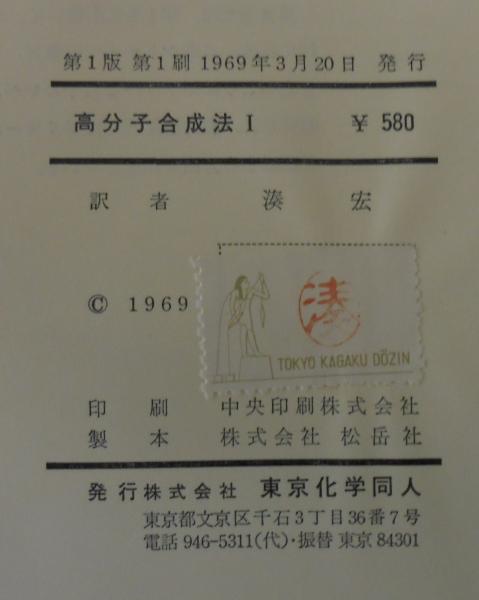 第1版 第1刷 1969年3月20日 発行
高分子合成法 I ¥ 580
訳者 湊宏
© 1969
湊
TOKYO KAGAKU DŌZIN
印刷 中央印刷株式会社
製本 株式会社 松岳社
発行 株式会社 東京化学同人
東京都文京区千石3丁目36番7号
電話 946-5311(代)・振替 東京 84301